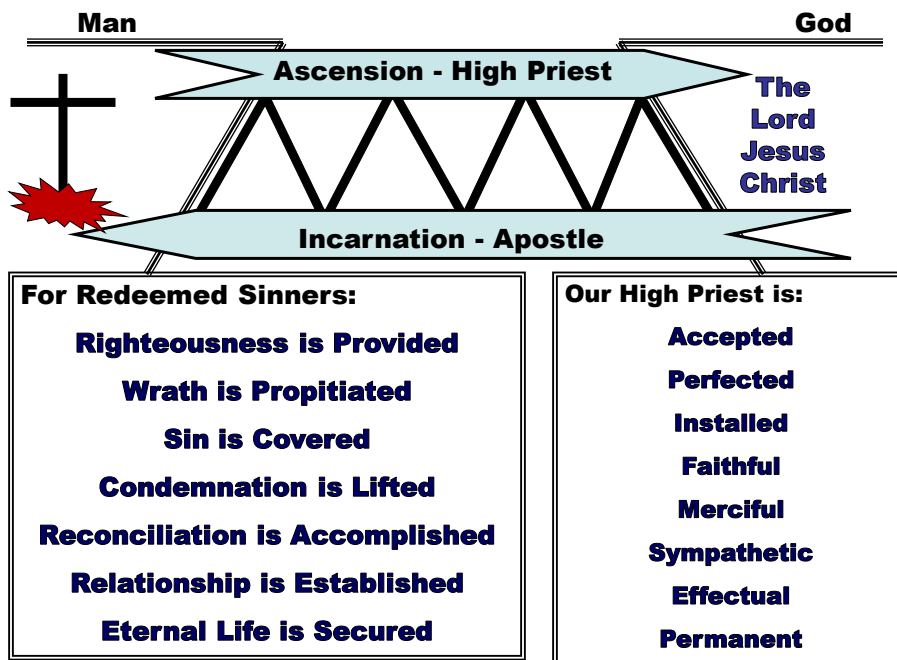 Man
God
Ascension - High Priest
The
Lord
Jesus
Christ
Incarnation - Apostle
For Redeemed Sinners:
Righteousness is Provided
Wrath is Propitiated
Sin is Covered
Condemnation is Lifted
Reconciliation is Accomplished
Relationship is Established
Eternal Life is Secured
Our High Priest is:
Accepted
Perfected
Installed
Faithful
Merciful
Sympathetic
Effectual
Permanent